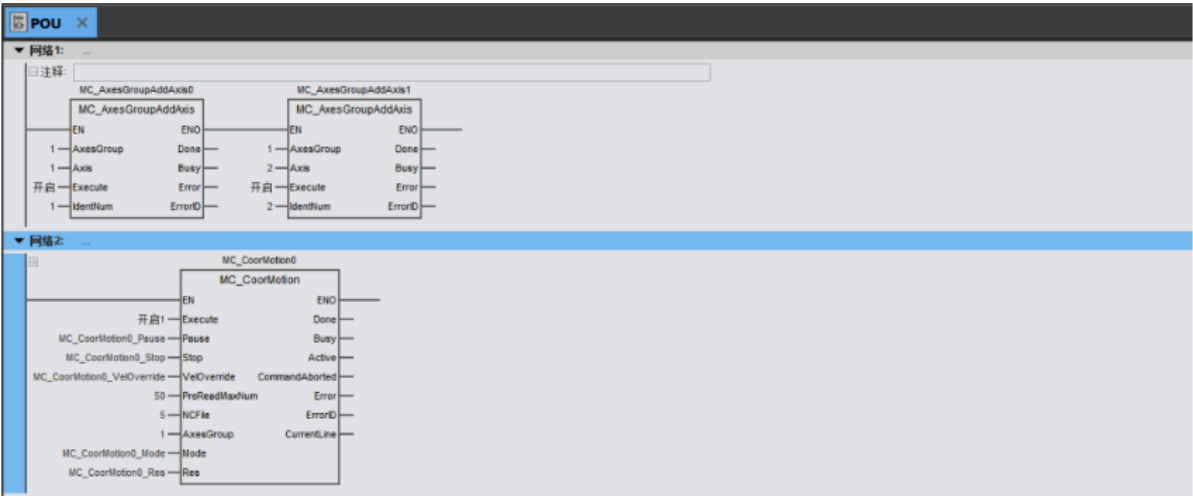 POU ×
网络1: ...
注释:
MC_AxesGroupAddAxis0 MC_AxesGroupAddAxis1
MC_AxesGroupAddAxis MC_AxesGroupAddAxis
EN ENO EN ENO
1 AxesGroup Done 1 AxesGroup Done
1 Axis Busy 2 Axis Busy
开启 Execute Error 开启 Execute Error
1 IdentNum ErrorID 2 IdentNum ErrorID
网络2: ...
MC_CoorMotion0
MC_CoorMotion
EN ENO
开启1 Execute Done
MC_CoorMotion0_Pause Pause Busy
MC_CoorMotion0_Stop Stop Active
MC_CoorMotion0_VelOverride VelOverride CommandAborted
50 PreReadMaxNum Error
5 NCFile ErrorID
1 AxesGroup CurrentLine
MC_CoorMotion0_Mode Mode
MC_CoorMotion0_Res Res